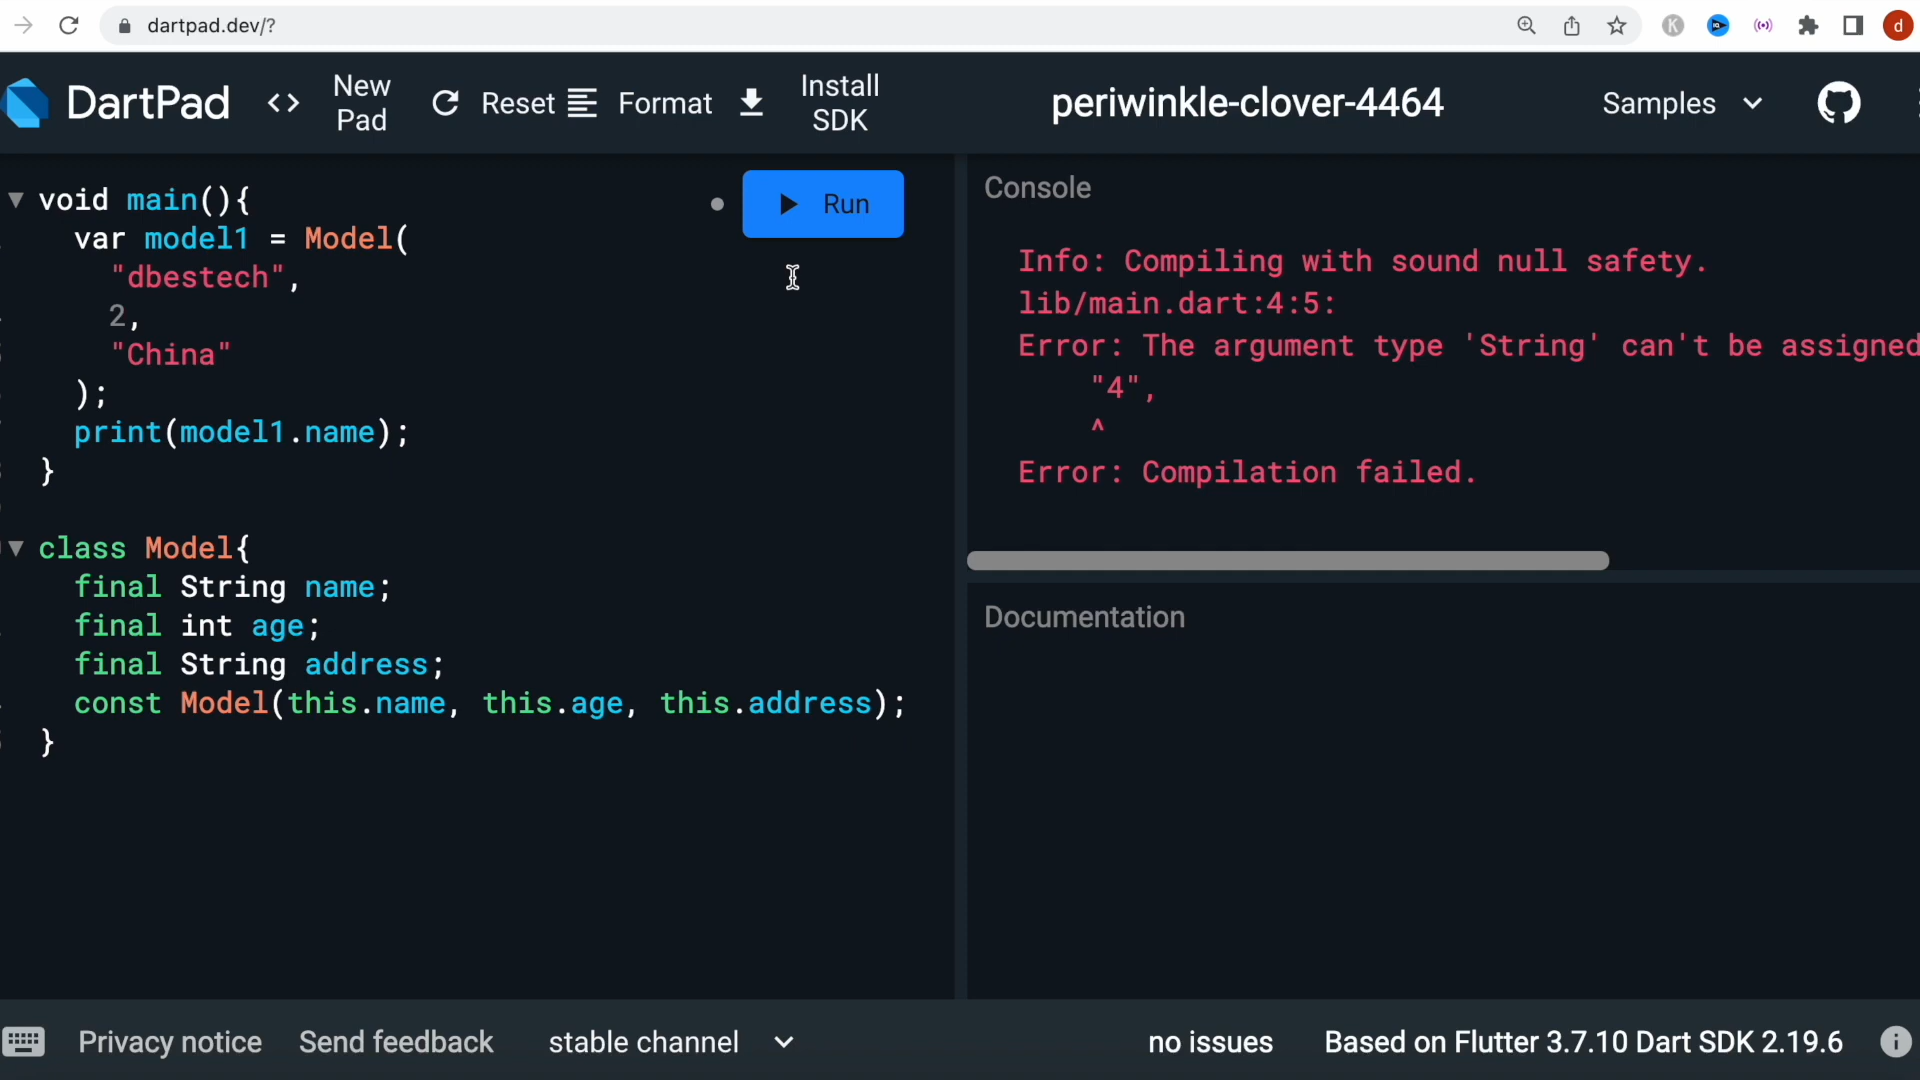 dartpad.dev/?
K
d
DartPad
<>
New
Pad
Reset
Format
Install
SDK
periwinkle-clover-4464
Samples
void main(){
var model1 = Model(
"dbestech",
2,
"China"
);
print(model1.name);
}
class Model{
final String name;
final int age;
final String address;
const Model(this.name, this.age, this.address);
}
Run
Console
Info: Compiling with sound null safety.
lib/main.dart:4:5:
Error: The argument type 'String' can't be assigned
"4",
^
Error: Compilation failed.
Documentation
Privacy notice
Send feedback
stable channel
no issues
Based on Flutter 3.7.10 Dart SDK 2.19.6